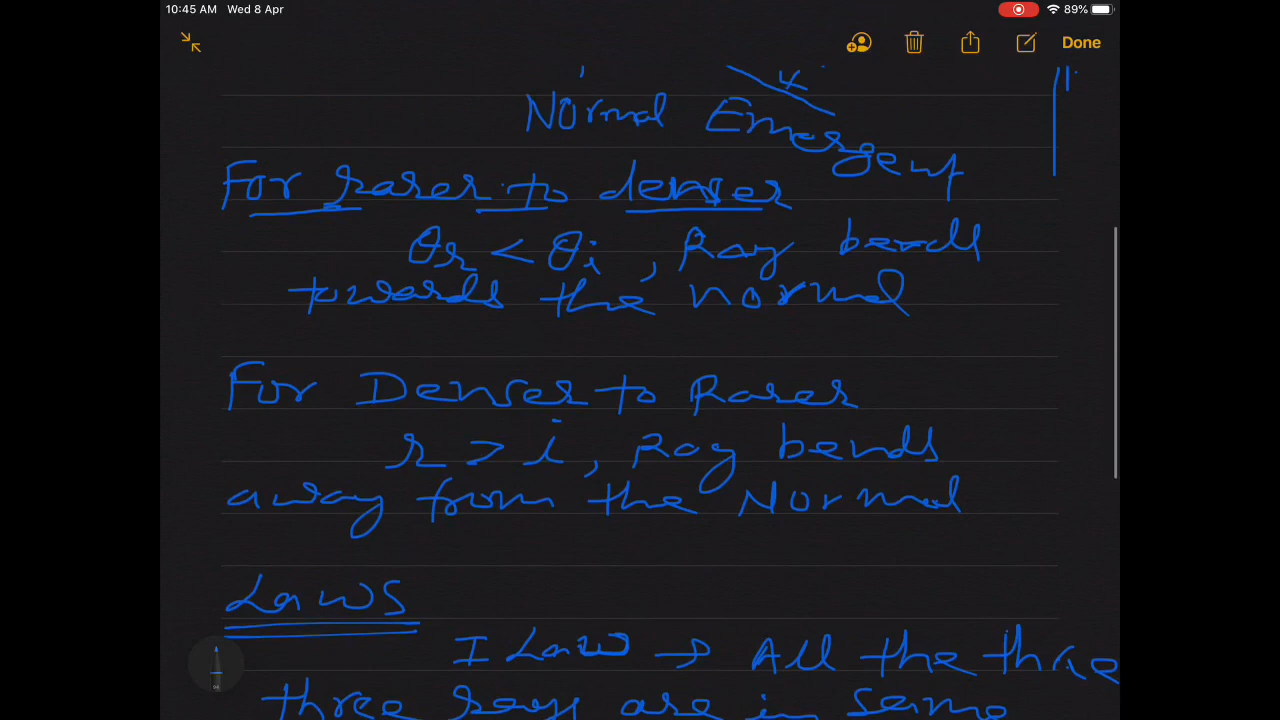 10:45 AM Wed 8 Apr 89%
Done
Normal Emergent
For rarer to denser
θr < θi, Ray bends
towards the normal
For Denser to Rarer
r > i, Ray bends
away from the Normal
Laws
I Law → All the three
three rays are in same